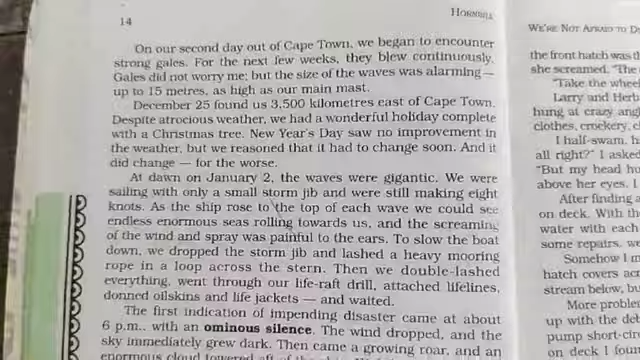 14
HORNBILL
On our second day out of Cape Town, we began to encounter
strong gales. For the next few weeks, they blew continuously.
Gales did not worry me; but the size of the waves was alarming —
up to 15 metres, as high as our main mast.
December 25 found us 3,500 kilometres east of Cape Town.
Despite atrocious weather, we had a wonderful holiday complete
with a Christmas tree. New Year's Day saw no improvement in
the weather, but we reasoned that it had to change soon. And it
did change — for the worse.
At dawn on January 2, the waves were gigantic. We were
sailing with only a small storm jib and were still making eight
knots. As the ship rose to the top of each wave we could see
endless enormous seas rolling towards us, and the screaming
of the wind and spray was painful to the ears. To slow the boat
down, we dropped the storm jib and lashed a heavy mooring
rope in a loop across the stern. Then we double-lashed
everything, went through our life-raft drill, attached lifelines,
donned oilskins and life jackets — and waited.
The first indication of impending disaster came at about
6 p.m., with an ominous silence. The wind dropped, and the
sky immediately grew dark. Then came a growing roar, and an
enormous cloud towered aft of the
WE'RE NOT AFRAID TO D
the front hatch was th
she screamed. "The
"Take the wheel
Larry and Herb
hung at crazy angl
clothes, crockery, c
I half-swam, h
all right?" I asked
"But my head hu
above her eyes. I
After finding a
on deck. With th
water with each
some repairs, we
Somehow I m
hatch covers acr
stream below, bu
More problem
up with the deb
pump short-circ
on deck I foun